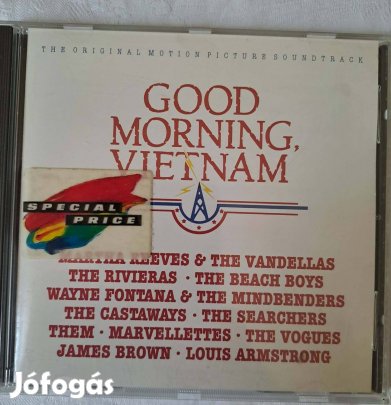 THE ORIGINAL MOTION PICTURE SOUNDTRACK
GOOD
MORNING,
VIETNAM
SPECIAL
PRICE
MARTHA REEVES & THE VANDELLAS
THE RIVIERAS · THE BEACH BOYS
WAYNE FONTANA & THE MINDBENDERS
THE CASTAWAYS · THE SEARCHERS
THEM · MARVELLETTES · THE VOGUES
JAMES BROWN · LOUIS ARMSTRONG
Jófogás